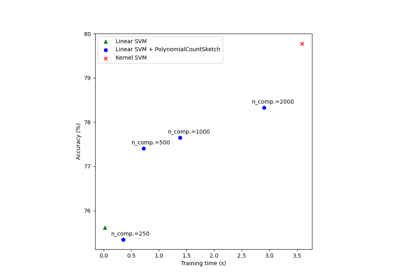 80
Linear SVM
Linear SVM + PolynomialCountSketch
Kernel SVM
79
n_comp.=2000
78
n_comp.=1000
n_comp.=500
77
Accuracy (%)
76
n_comp.=250
0.0 0.5 1.0 1.5 2.0 2.5 3.0 3.5
Training time (s)